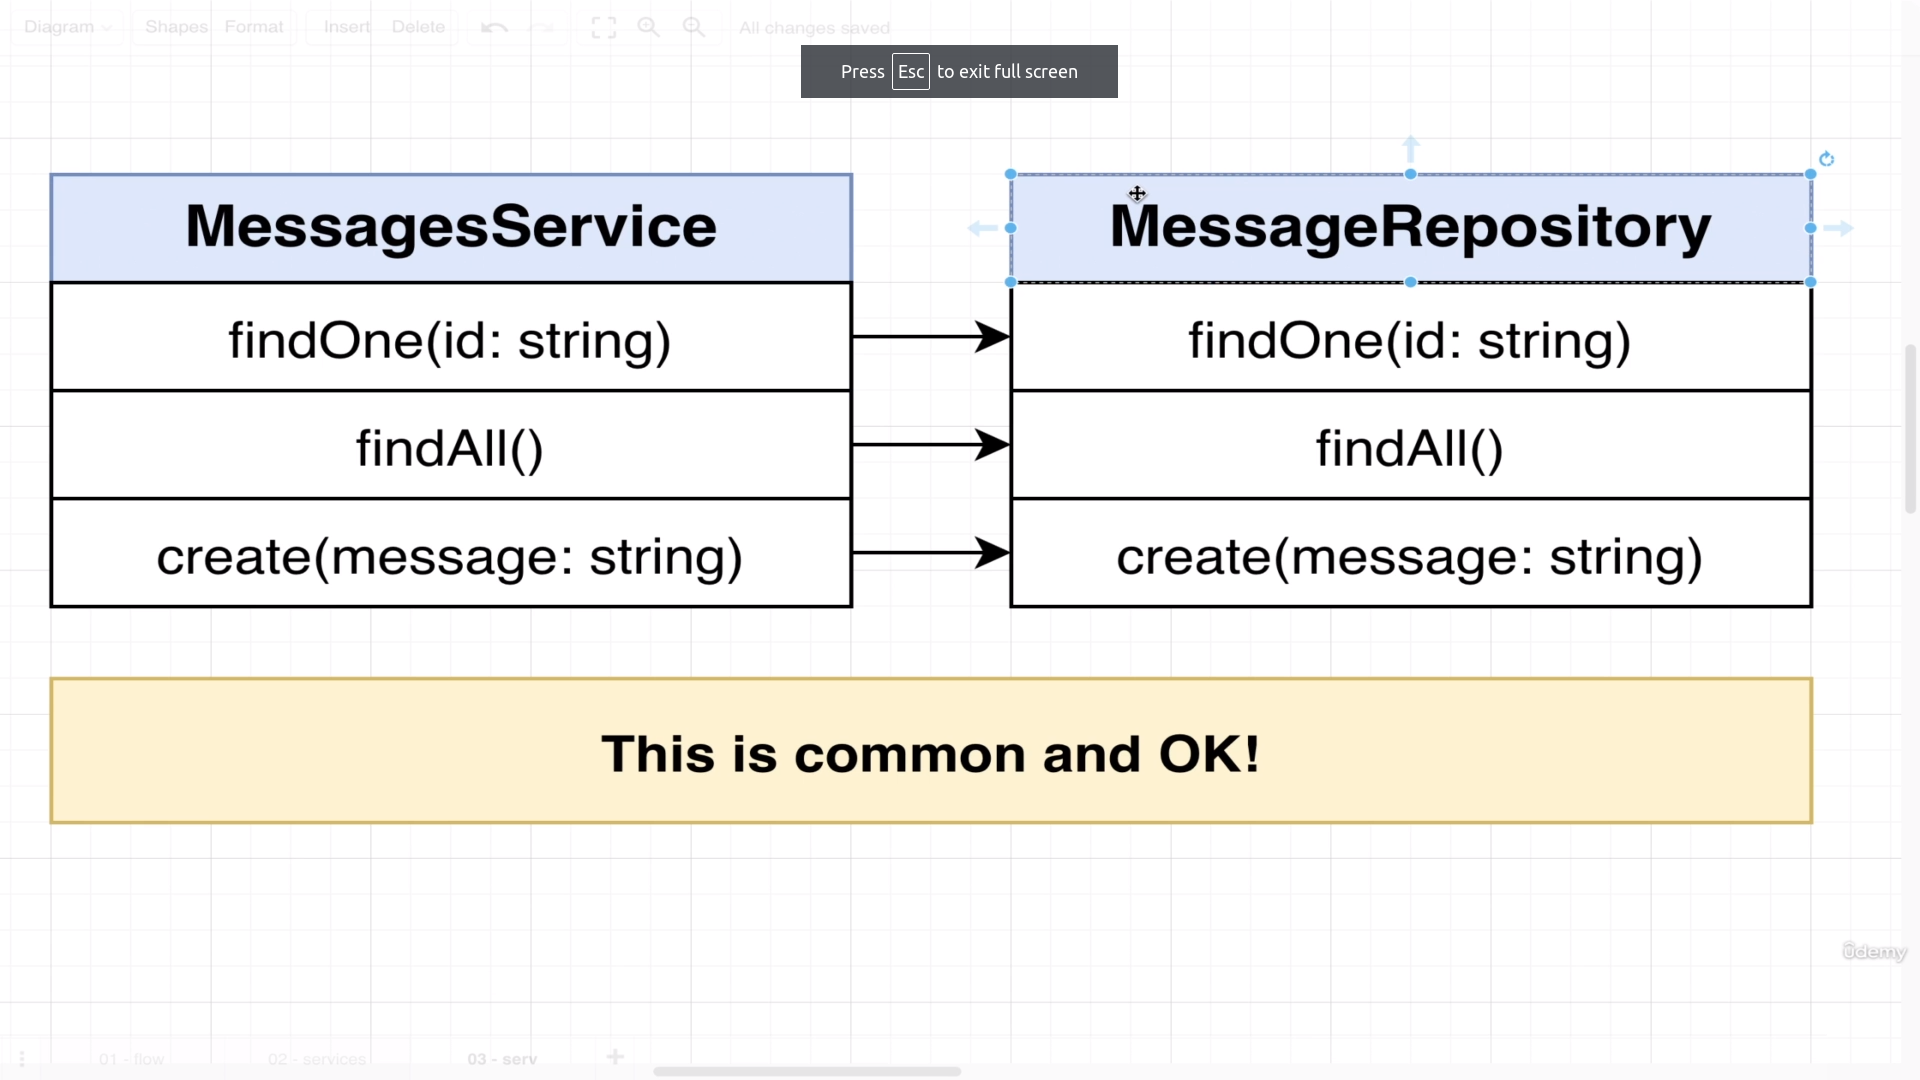 Diagram Shapes Format Insert Delete All changes saved
Press Esc to exit full screen
MessagesService
MessageRepository
findOne(id: string)
findOne(id: string)
findAll()
findAll()
create(message: string)
create(message: string)
This is common and OK!
ûdemy
01 - flow 02 - services 03 - serv